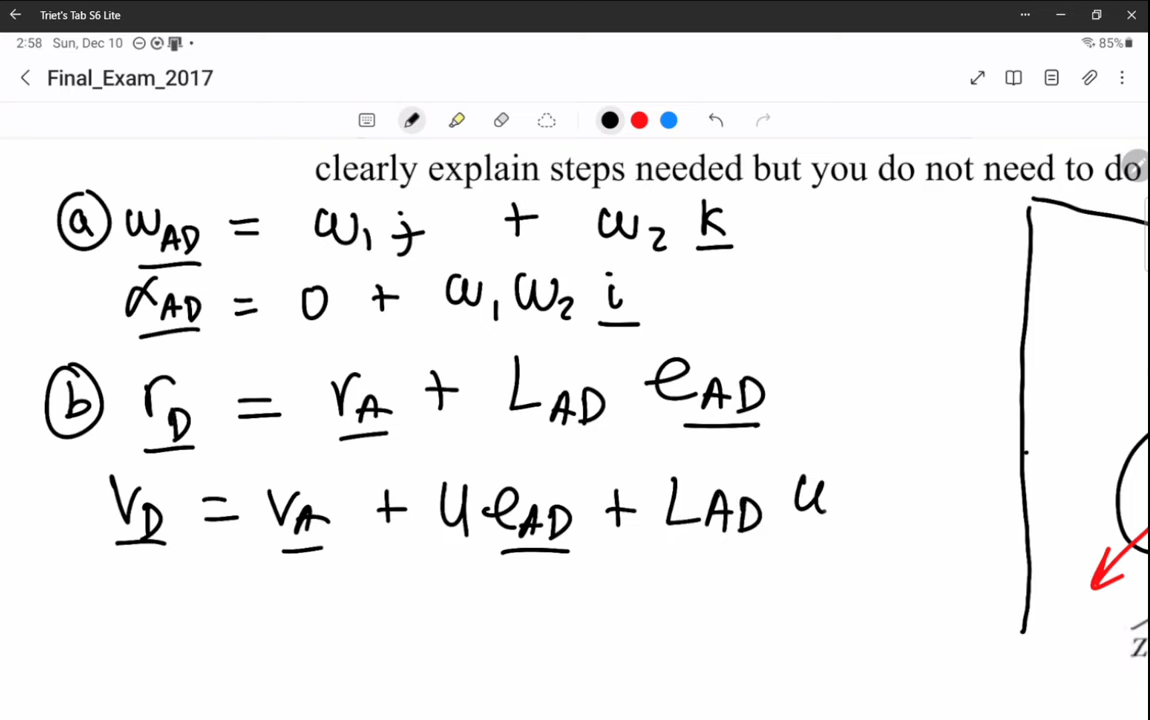 Triet's Tab S6 Lite
2:58 Sun, Dec 10 85%
Final_Exam_2017
clearly explain steps needed but you do not need to do
(a) ω_AD = ω₁ j + ω₂ k
α_AD = 0 + ω₁ω₂ i
(b) r_D = r_A + L_AD e_AD
v_D = v_A + u e_AD + L_AD u
z